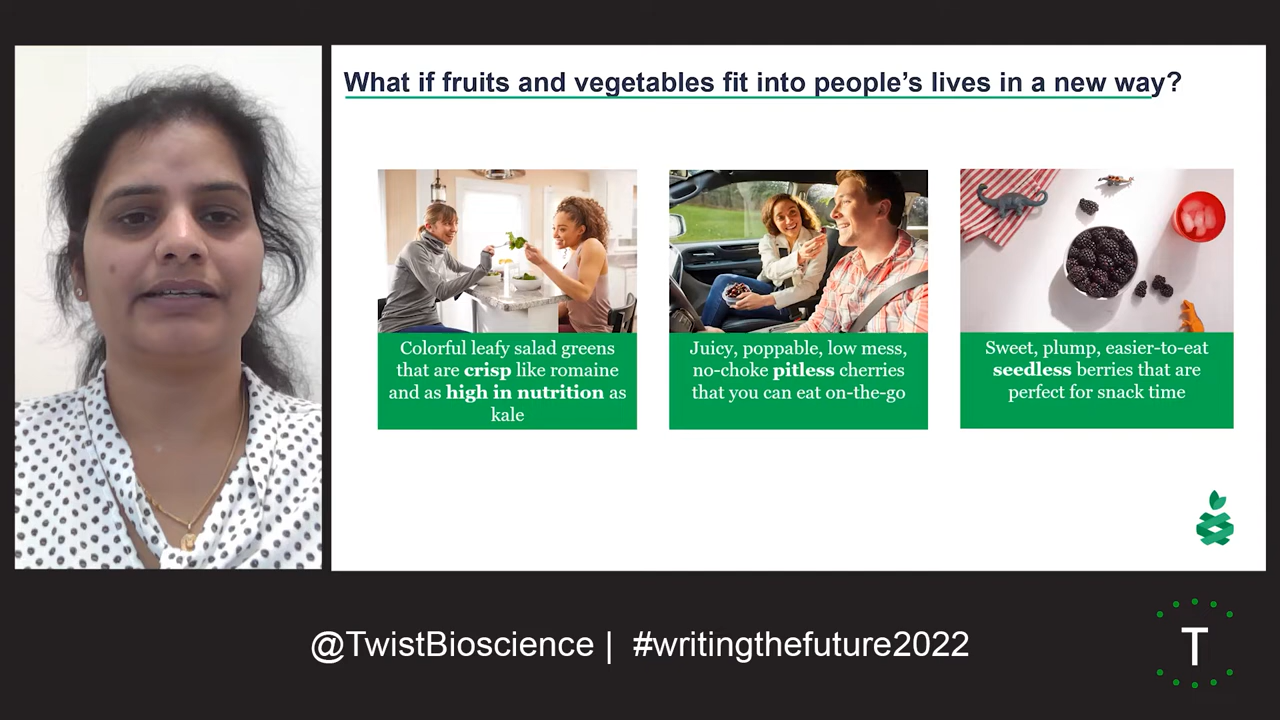 What if fruits and vegetables fit into people's lives in a new way?
Colorful leafy salad greens
that are crisp like romaine
and as high in nutrition as
kale
Juicy, poppable, low mess,
no-choke pitless cherries
that you can eat on-the-go
Sweet, plump, easier-to-eat
seedless berries that are
perfect for snack time
@TwistBioscience | #writingthefuture2022
T